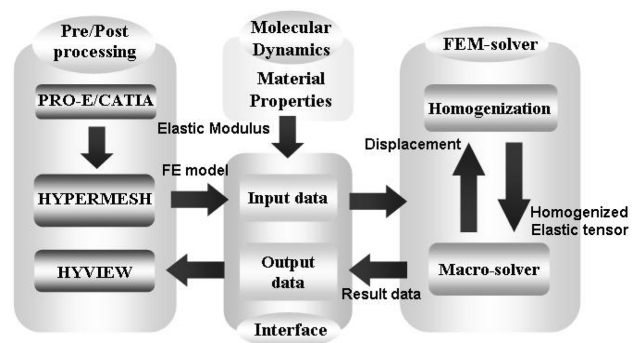 Pre/Post
processing
PRO-E/CATIA
HYPERMESH
HYVIEW
Molecular
Dynamics
Material
Properties
Elastic Modulus
FE model
Input data
Output
data
Interface
FEM-solver
Homogenization
Displacement
Homogenized
Elastic tensor
Macro-solver
Result data